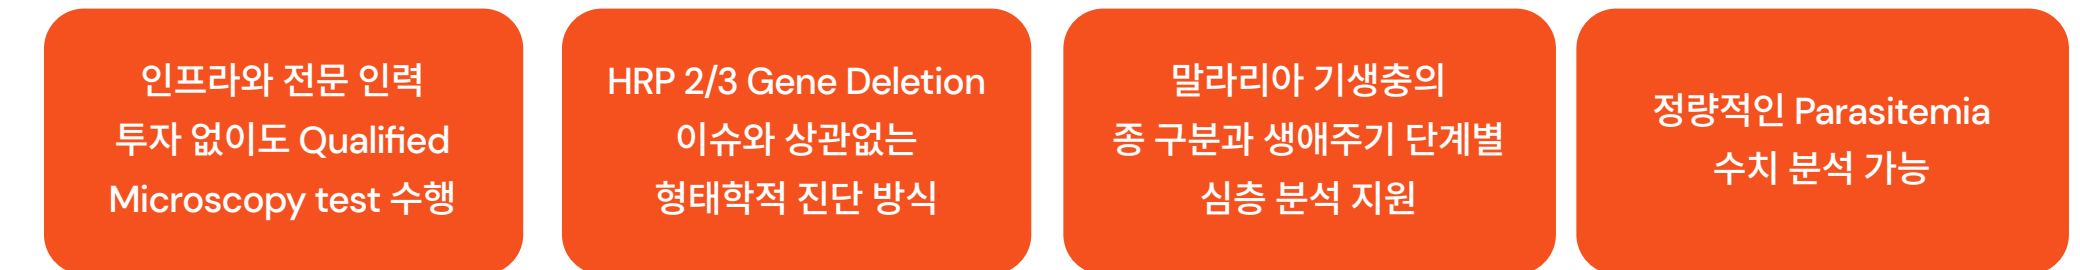 인프라와 전문 인력
투자 없이도 Qualified
Microscopy test 수행
HRP 2/3 Gene Deletion
이슈와 상관없는
형태학적 진단 방식
말라리아 기생충의
종 구분과 생애주기 단계별
심층 분석 지원
정량적인 Parasitemia
수치 분석 가능